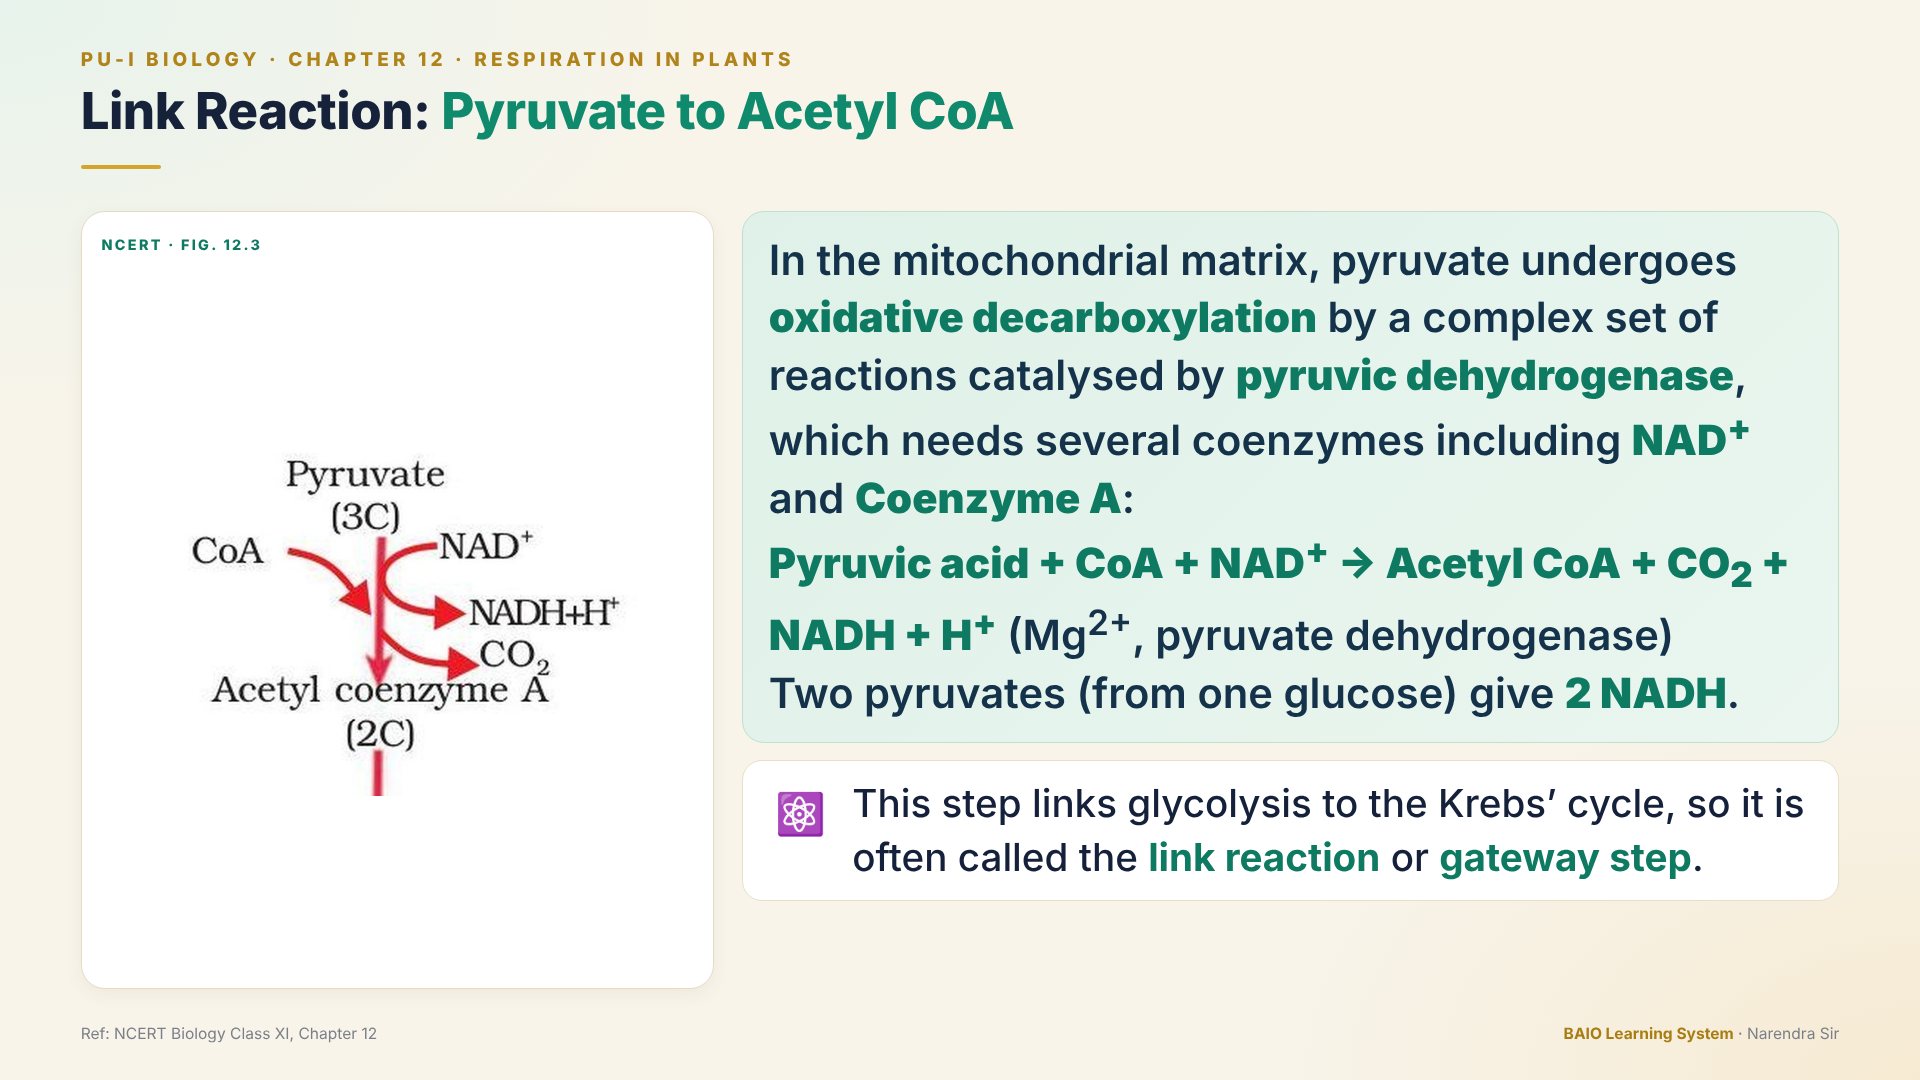 PU-I BIOLOGY · CHAPTER 12 · RESPIRATION IN PLANTS
Link Reaction: Pyruvate to Acetyl CoA
NCERT · FIG. 12.3
Pyruvate
(3C)
CoA
NAD⁺
NADH+H⁺
CO₂
Acetyl coenzyme A
(2C)
In the mitochondrial matrix, pyruvate undergoes
oxidative decarboxylation by a complex set of
reactions catalysed by pyruvic dehydrogenase,
which needs several coenzymes including NAD⁺
and Coenzyme A:
Pyruvic acid + CoA + NAD⁺ → Acetyl CoA + CO₂ +
NADH + H⁺ (Mg²⁺, pyruvate dehydrogenase)
Two pyruvates (from one glucose) give 2 NADH.
This step links glycolysis to the Krebs’ cycle, so it is
often called the link reaction or gateway step.
Ref: NCERT Biology Class XI, Chapter 12
BAIO Learning System · Narendra Sir